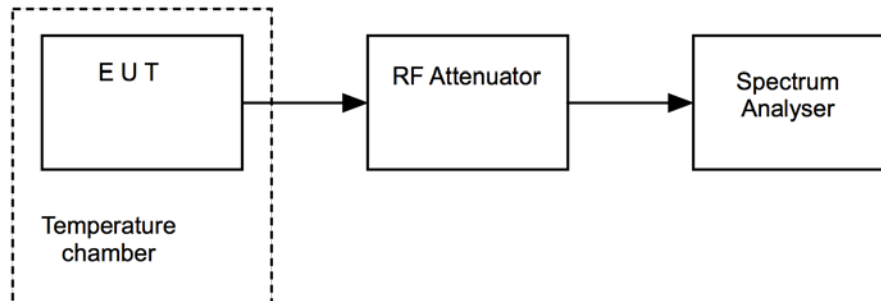 E U T
RF Attenuator
Spectrum
Analyser
Temperature
chamber